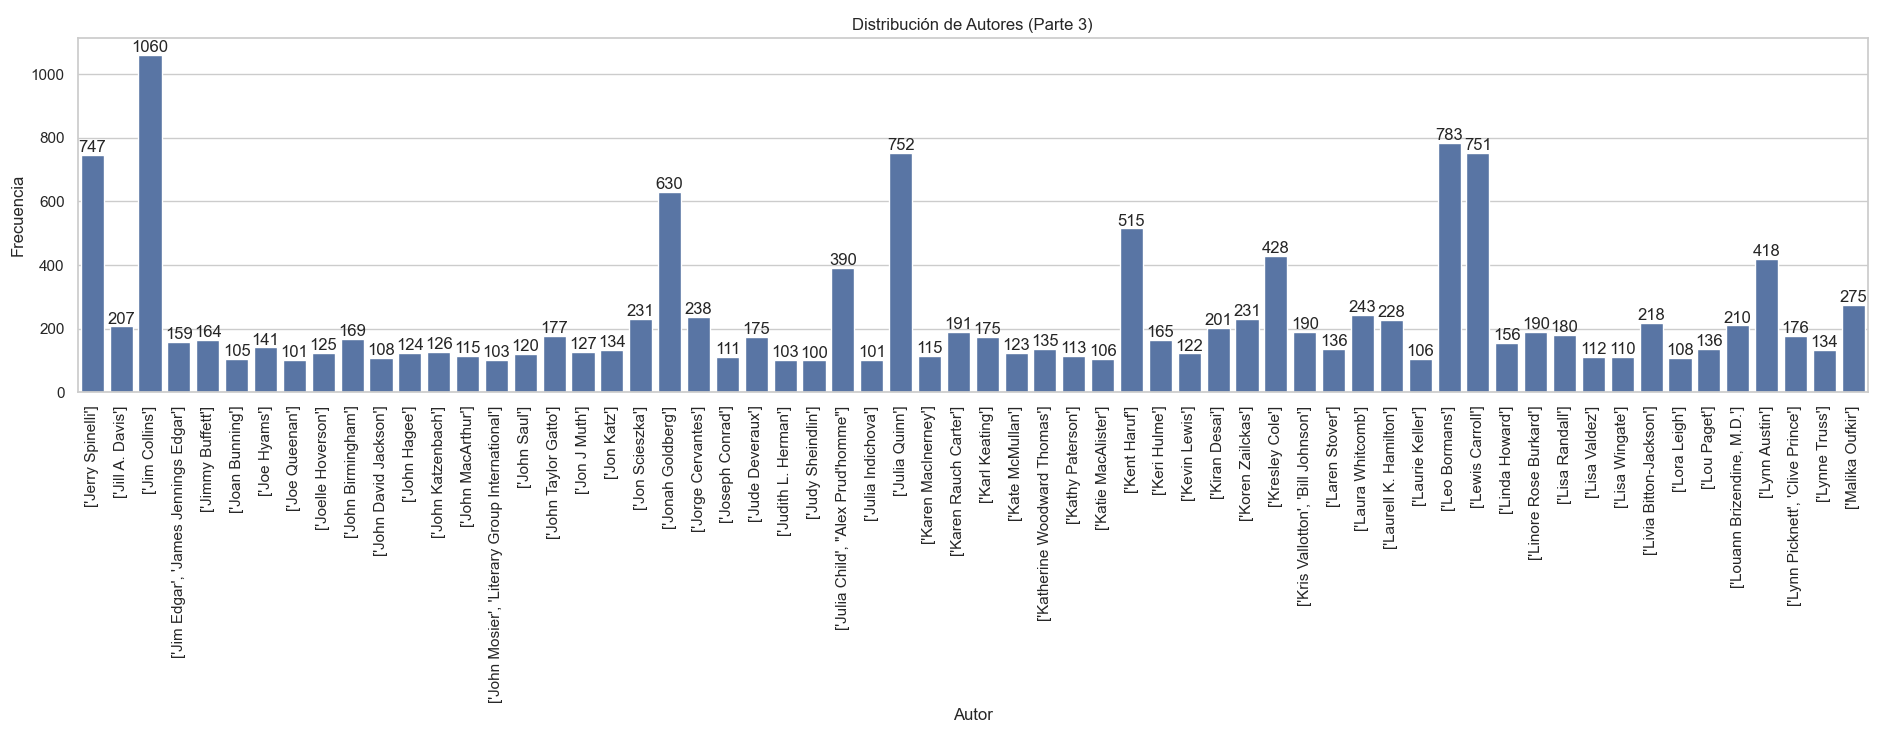 Distribución de Autores (Parte 3)
Frecuencia
1000
800
600
400
200
0
747
207
1060
159
164
105
141
101
125
169
108
124
126
115
103
120
177
127
134
231
630
238
111
175
103
100
390
101
752
115
191
175
123
135
113
106
515
165
122
201
231
428
190
136
243
228
106
783
751
156
190
180
112
110
218
108
136
210
418
176
134
275
['Jerry Spinelli']
['Jill A. Davis']
['Jim Collins']
['Jim Edgar', 'James Jennings Edgar']
['Jimmy Buffett']
['Joan Bunning']
['Joe Hyams']
['Joe Queenan']
['Joelle Hoverson']
['John Birmingham']
['John David Jackson']
['John Hagee']
['John Katzenbach']
['John MacArthur']
['John Mosier', 'Literary Group International']
['John Saul']
['John Taylor Gatto']
['Jon J Muth']
['Jon Katz']
['Jon Scieszka']
['Jonah Goldberg']
['Jorge Cervantes']
['Joseph Conrad']
['Jude Deveraux']
['Judith L. Herman']
['Judy Sheindlin']
['Julia Child', "Alex Prud'homme"]
['Julia Indichova']
['Julia Quinn']
['Karen MacInerney']
['Karen Rauch Carter']
['Karl Keating']
['Kate McMullan']
['Katherine Woodward Thomas']
['Kathy Paterson']
['Katie MacAlister']
['Kent Haruf']
['Keri Hulme']
['Kevin Lewis']
['Kiran Desai']
['Koren Zailckas']
['Kresley Cole']
['Kris Vallotton', 'Bill Johnson']
['Laren Stover']
['Laura Whitcomb']
['Laurell K. Hamilton']
['Laurie Keller']
['Leo Bormans']
['Lewis Carroll']
['Linda Howard']
['Linore Rose Burkard']
['Lisa Randall']
['Lisa Valdez']
['Lisa Wingate']
['Livia Bitton-Jackson']
['Lora Leigh']
['Lou Paget']
['Louann Brizendine, M.D.']
['Lynn Austin']
['Lynn Picknett', 'Clive Prince']
['Lynne Truss']
['Malika Oufkir']
Autor